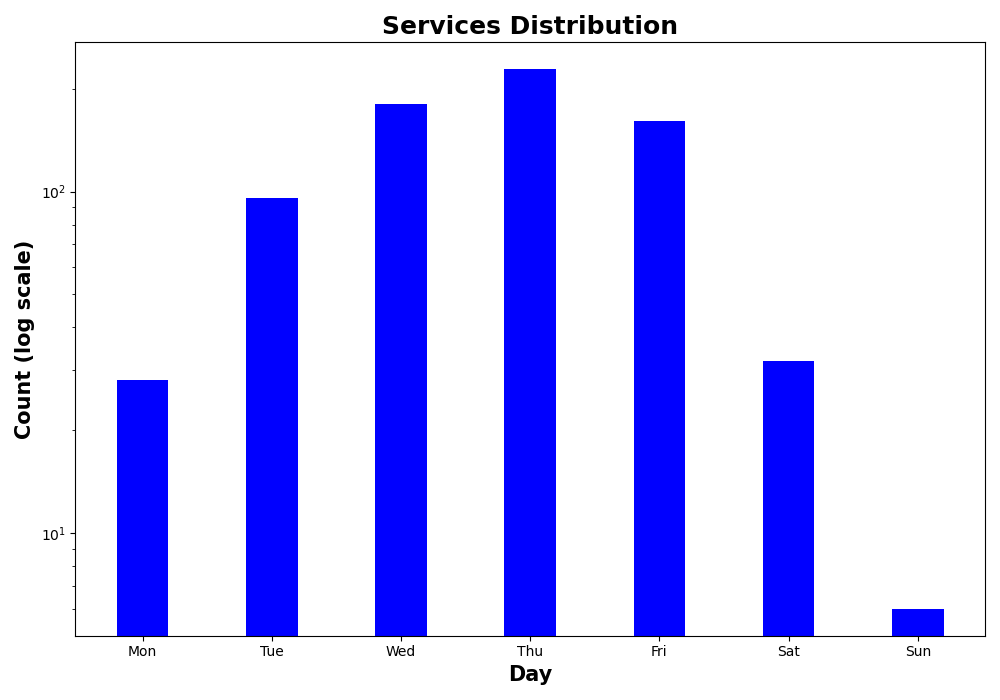 Services Distribution
Count (log scale)
10²
10¹
Mon Tue Wed Thu Fri Sat Sun
Day